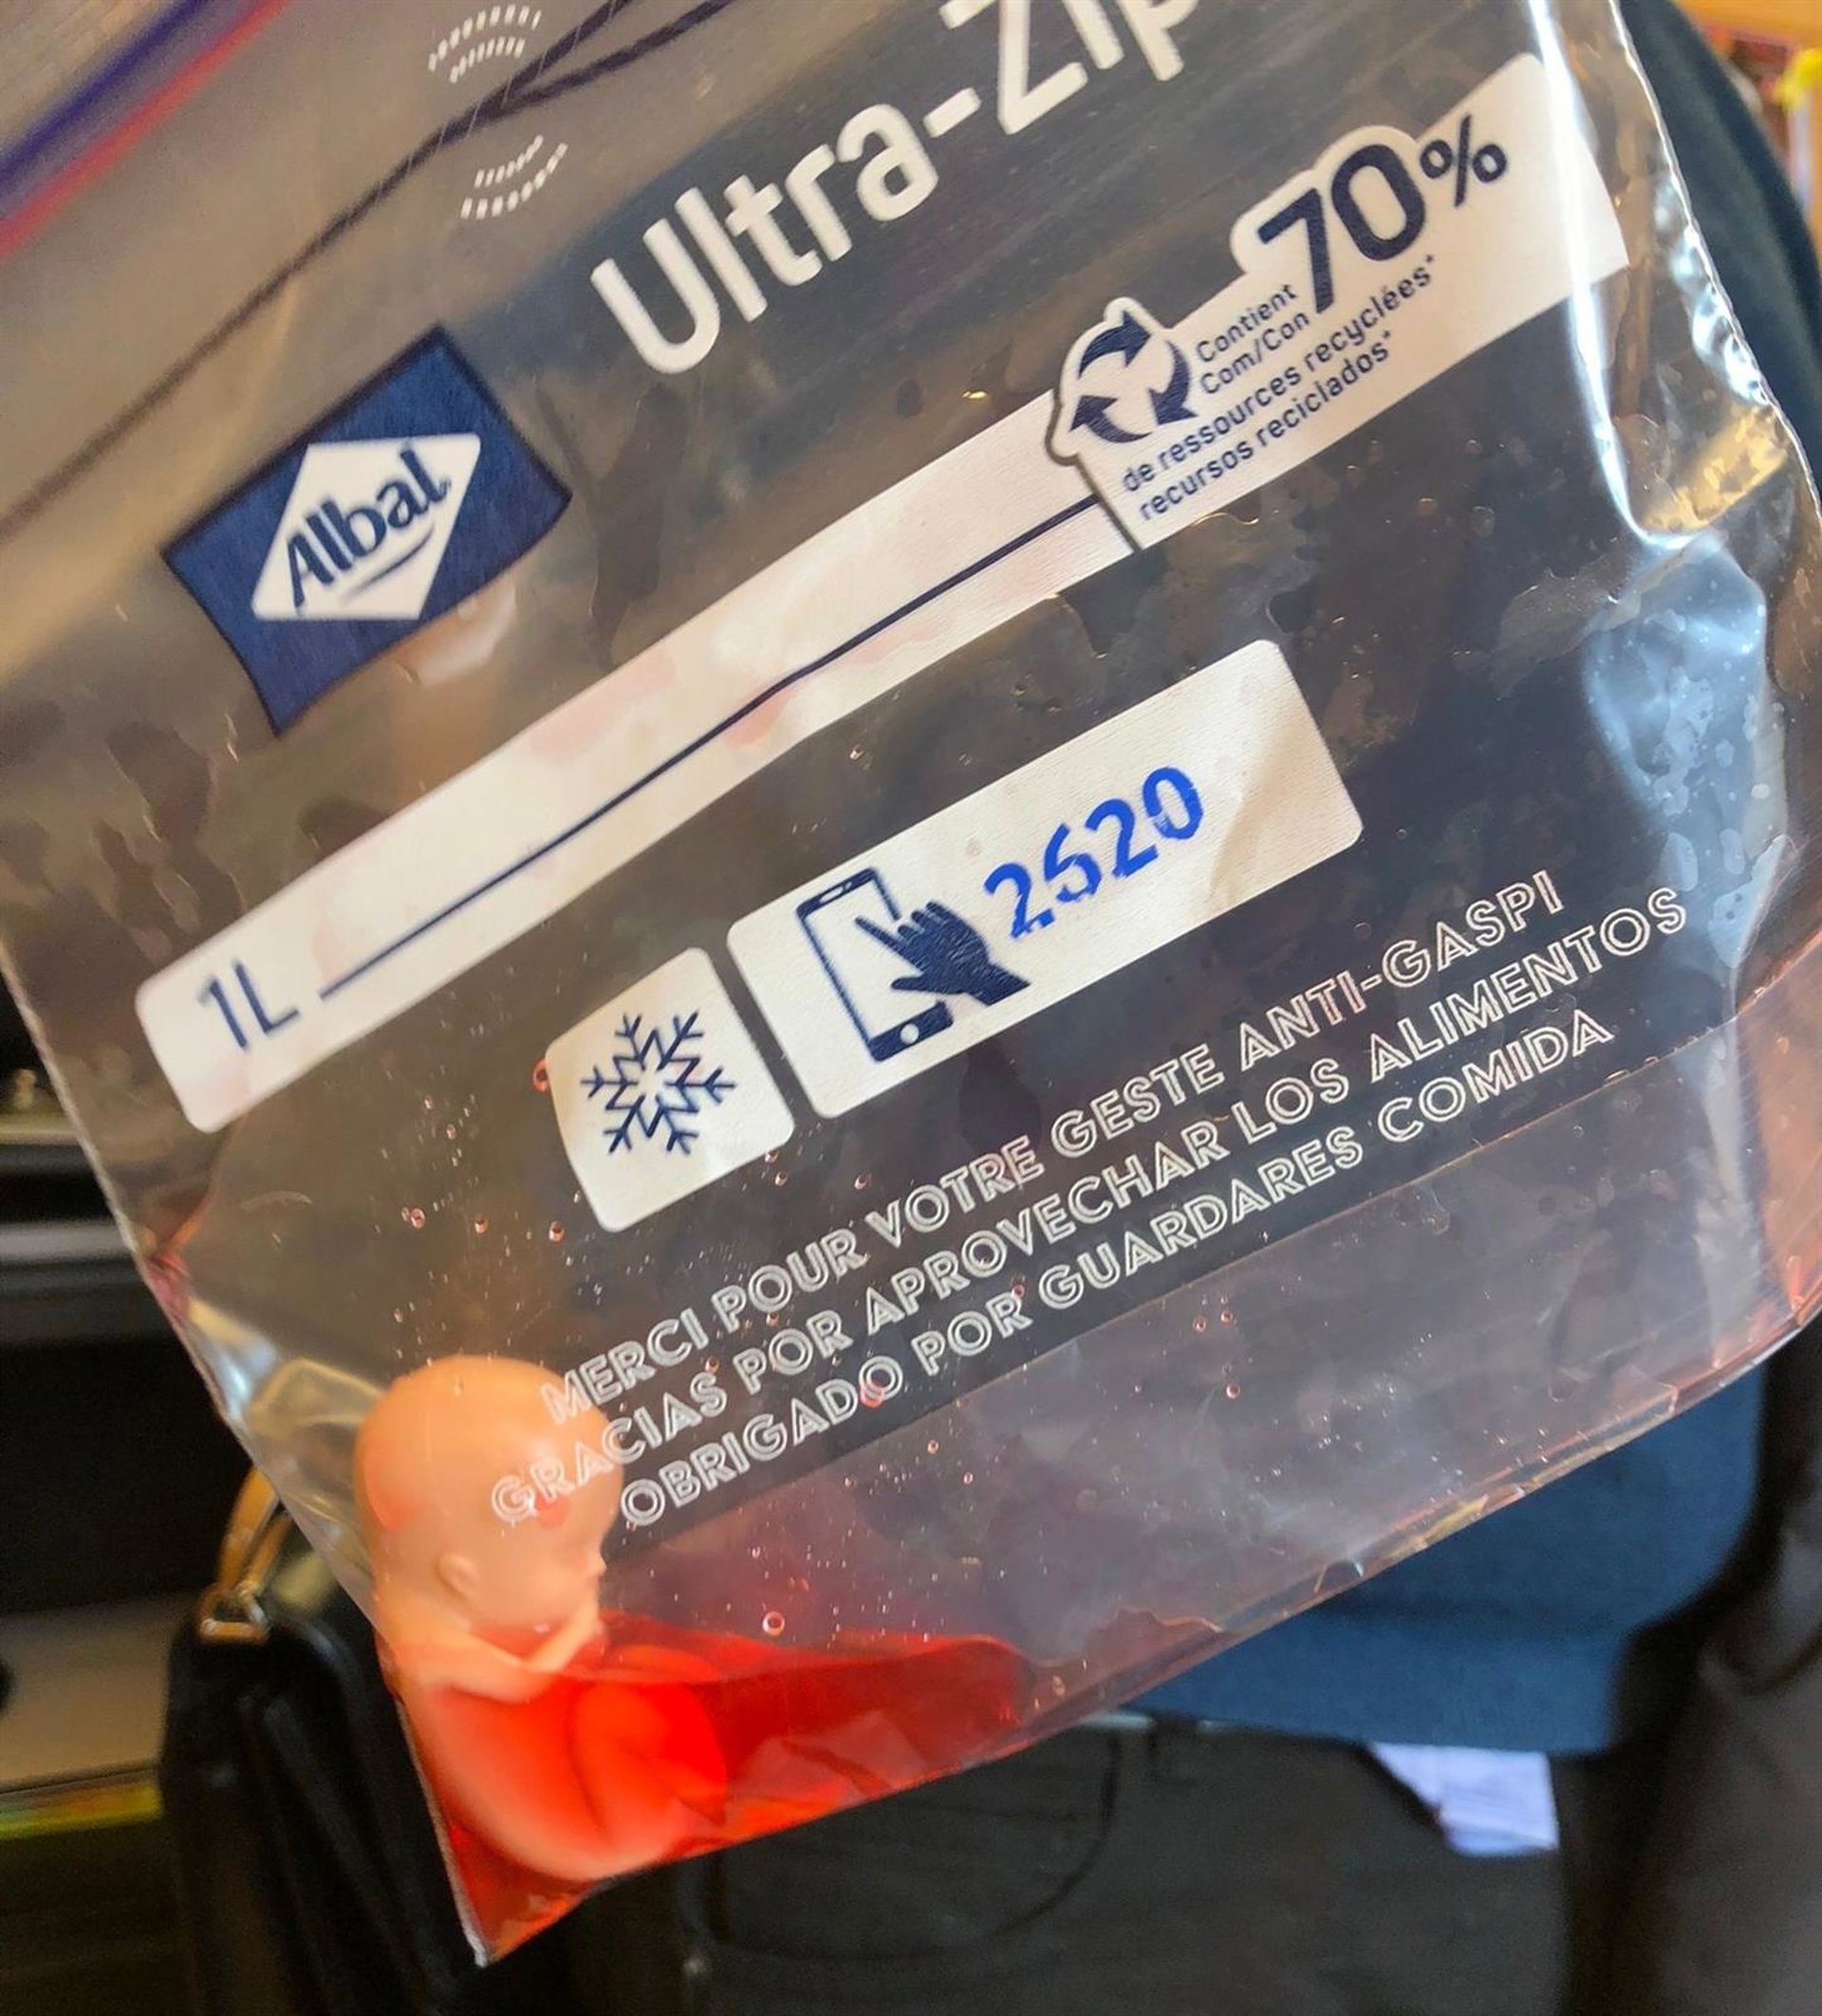 Ultra-Zip
Albal
70%
Contient
Com/Con
de ressources recyclées*
recursos reciclados*
1L
2520
MERCI POUR VOTRE GESTE ANTI-GASPI
GRACIAS POR APROVECHAR LOS ALIMENTOS
OBRIGADO POR GUARDARES COMIDA